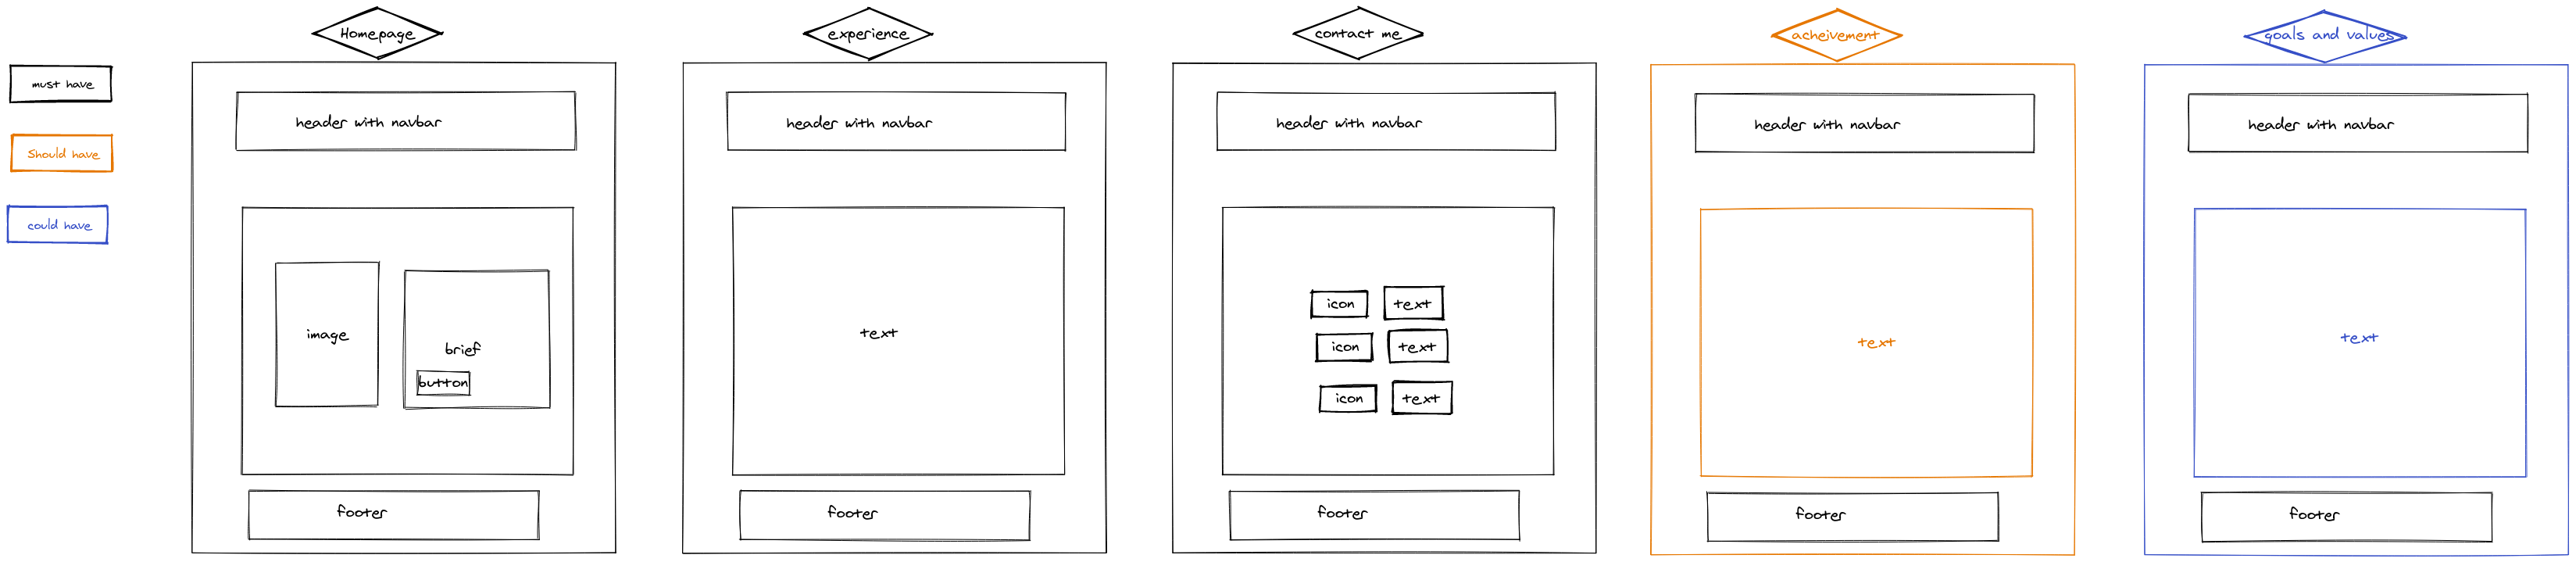 must have
Should have
could have
Homepage
header with navbar
image
brief
button
footer
experience
header with navbar
text
footer
contact me
header with navbar
icon text
icon text
icon text
footer
acheivement
header with navbar
text
footer
goals and values
header with navbar
text
footer